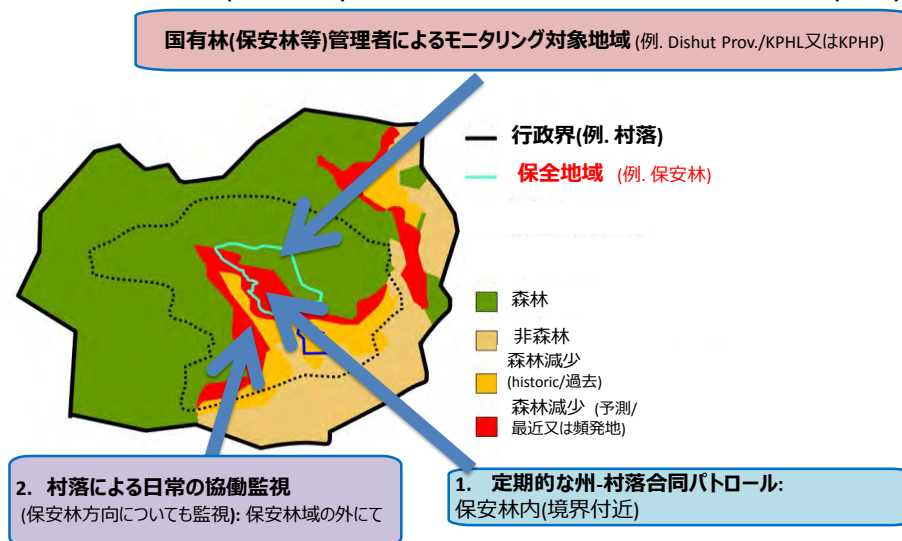 国有林(保安林等)管理者によるモニタリング対象地域 (例. Dishut Prov./KPHL又はKPHP)
行政界(例. 村落)
保全地域 (例. 保安林)
森林
非森林
森林減少
(historic/過去)
森林減少 (予測/
最近又は頻発地)
2. 村落による日常の協働監視
(保安林方向についても監視): 保安林域の外にて
1. 定期的な州-村落合同パトロール:
保安林内(境界付近)